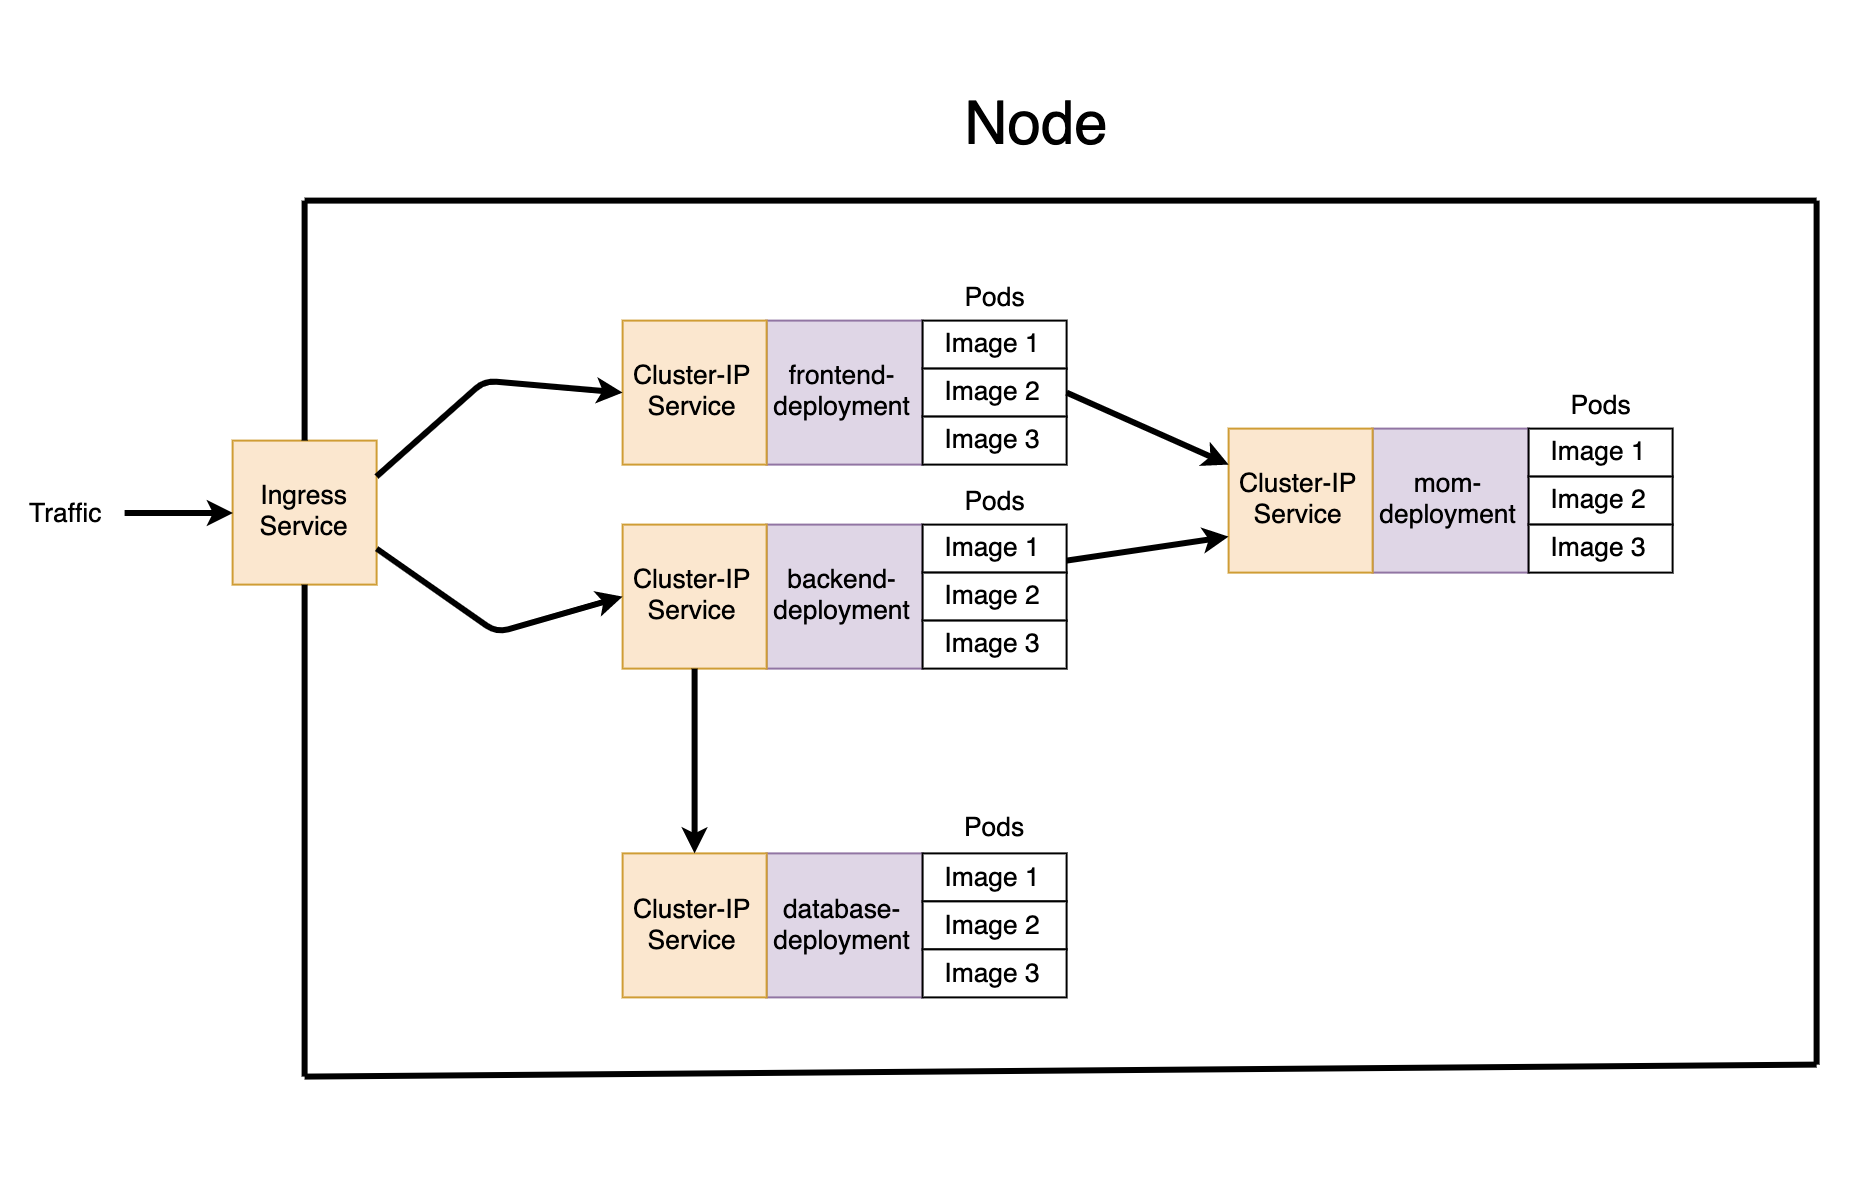 Node
Traffic
Ingress
Service
Cluster-IP
Service
frontend-
deployment
Pods
Image 1
Image 2
Image 3
Cluster-IP
Service
backend-
deployment
Pods
Image 1
Image 2
Image 3
Cluster-IP
Service
mom-
deployment
Pods
Image 1
Image 2
Image 3
Cluster-IP
Service
database-
deployment
Pods
Image 1
Image 2
Image 3